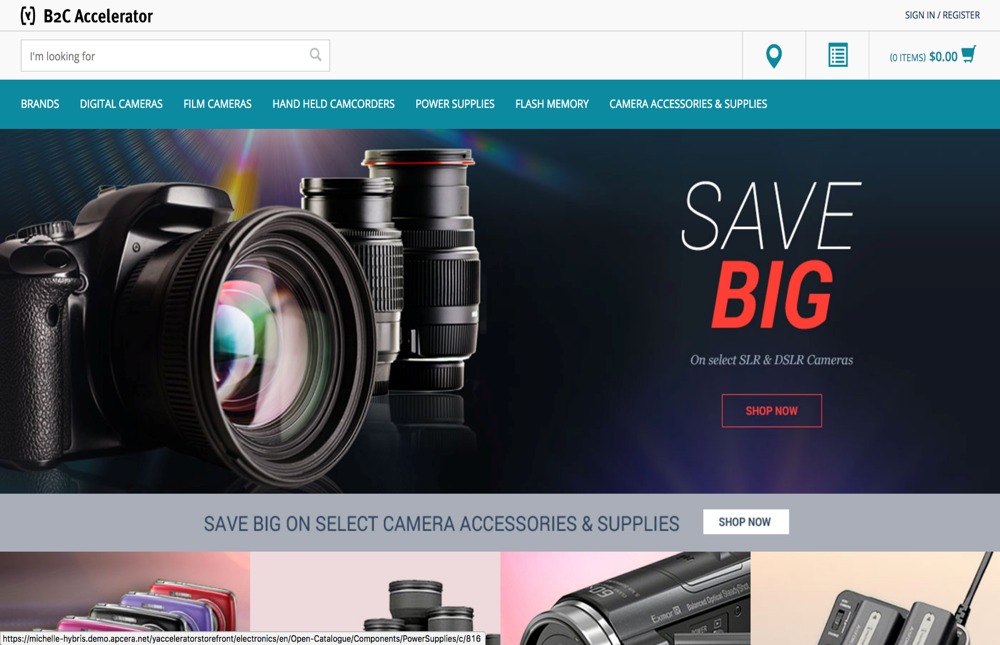 B2C Accelerator
SIGN IN / REGISTER
I'm looking for
(0 ITEMS) $0.00
BRANDS DIGITAL CAMERAS FILM CAMERAS HAND HELD CAMCORDERS POWER SUPPLIES FLASH MEMORY CAMERA ACCESSORIES & SUPPLIES
SAVE
BIG
On select SLR & DSLR Cameras
SHOP NOW
SAVE BIG ON SELECT CAMERA ACCESSORIES & SUPPLIES SHOP NOW
60x
Exmor R Balanced Optical SteadyShot
POWER
https://michelle-hybris.demo.apcera.net/yacceleratorstorefront/electronics/en/Open-Catalogue/Components/PowerSupplies/c/816